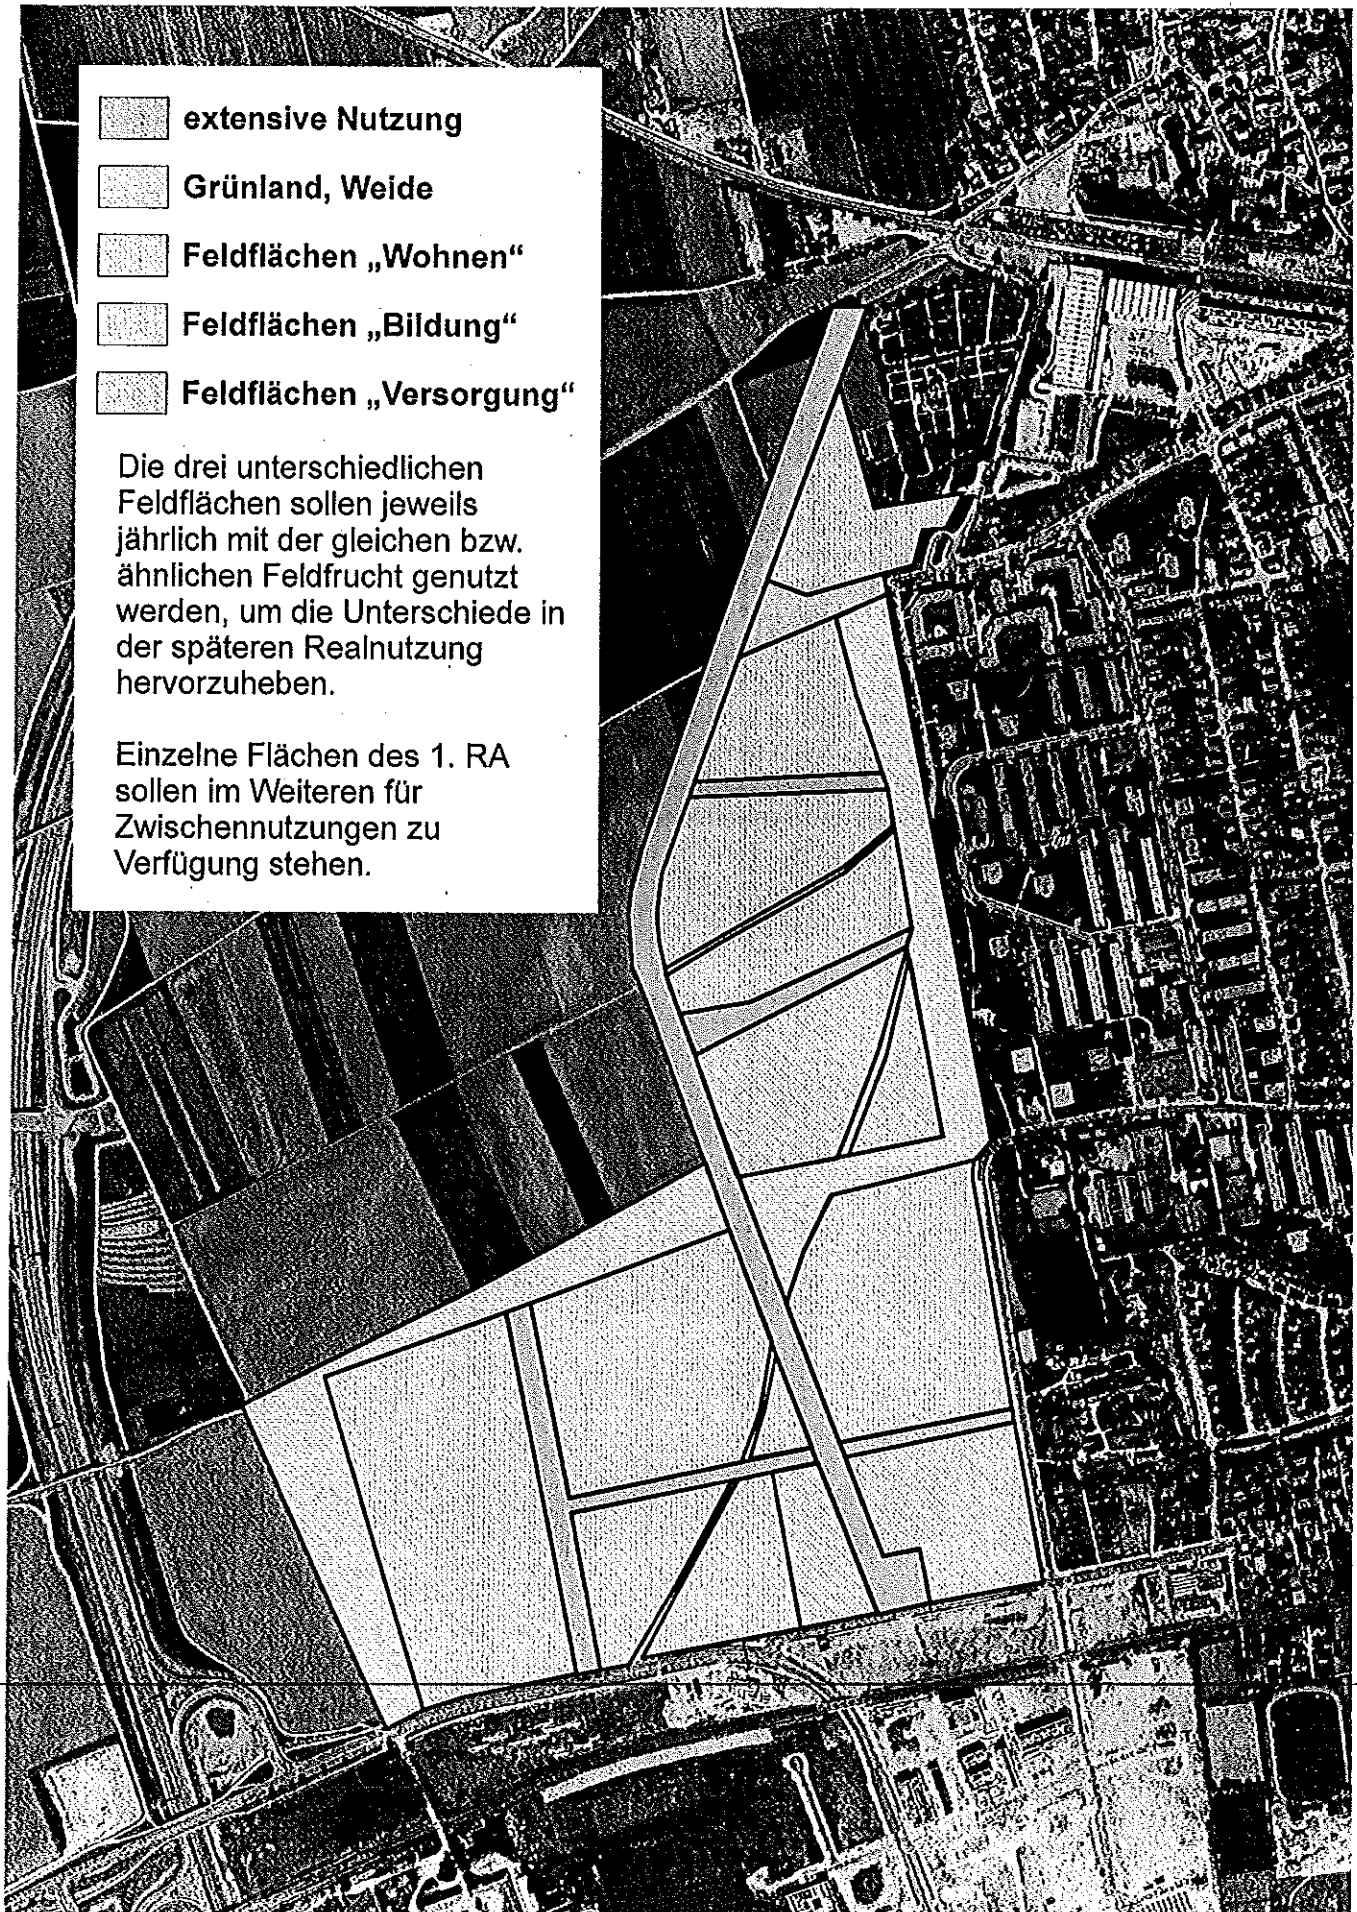 extensive Nutzung
Grünland, Weide
Feldflächen „Wohnen“
Feldflächen „Bildung“
Feldflächen „Versorgung“
Die drei unterschiedlichen
Feldflächen sollen jeweils
jährlich mit der gleichen bzw.
ähnlichen Feldfrucht genutzt
werden, um die Unterschiede in
der späteren Realnutzung
hervorzuheben.
Einzelne Flächen des 1. RA
sollen im Weiteren für
Zwischennutzungen zu
Verfügung stehen.